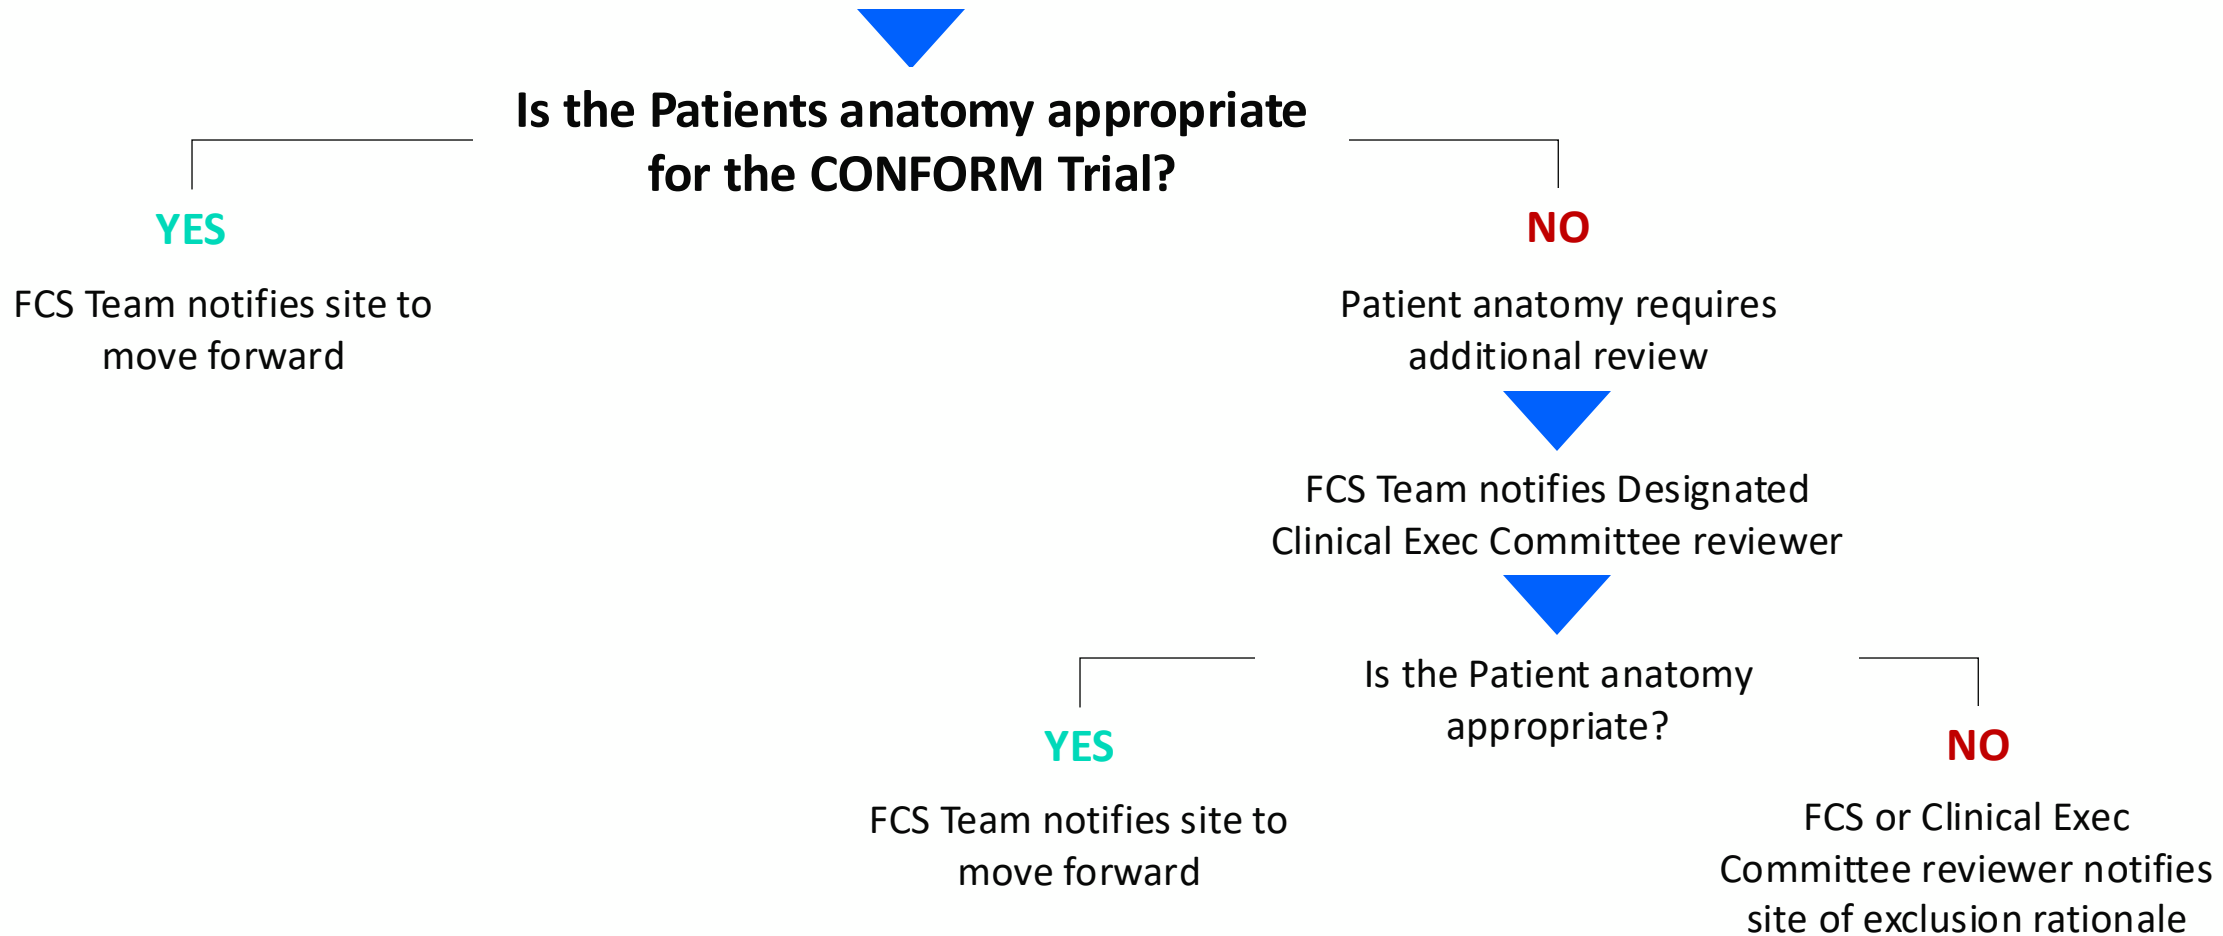 Is the Patients anatomy appropriate
for the CONFORM Trial?
YES
FCS Team notifies site to
move forward
NO
Patient anatomy requires
additional review
FCS Team notifies Designated
Clinical Exec Committee reviewer
Is the Patient anatomy
appropriate?
YES
FCS Team notifies site to
move forward
NO
FCS or Clinical Exec
Committee reviewer notifies
site of exclusion rationale